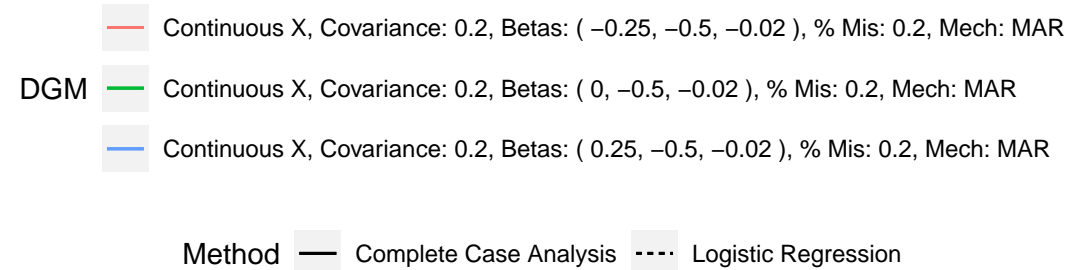 Continuous X, Covariance: 0.2, Betas: ( −0.25, −0.5, −0.02 ), % Mis: 0.2, Mech: MAR
DGM Continuous X, Covariance: 0.2, Betas: ( 0, −0.5, −0.02 ), % Mis: 0.2, Mech: MAR
Continuous X, Covariance: 0.2, Betas: ( 0.25, −0.5, −0.02 ), % Mis: 0.2, Mech: MAR
Method Complete Case Analysis Logistic Regression